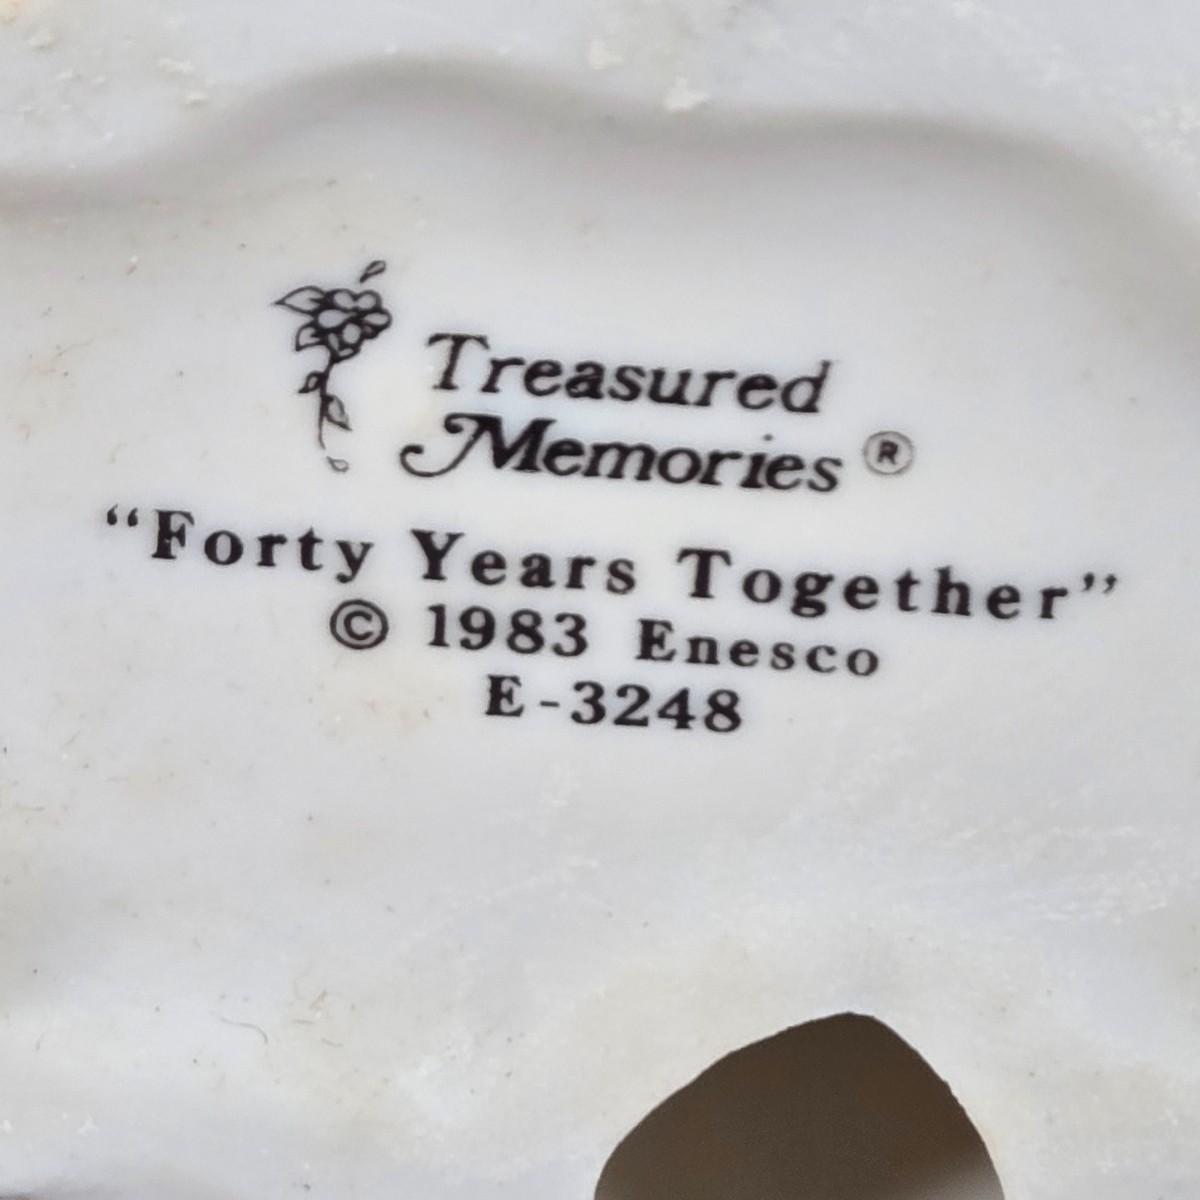 Treasured
Memories ®
“Forty Years Together”
© 1983 Enesco
E-3248